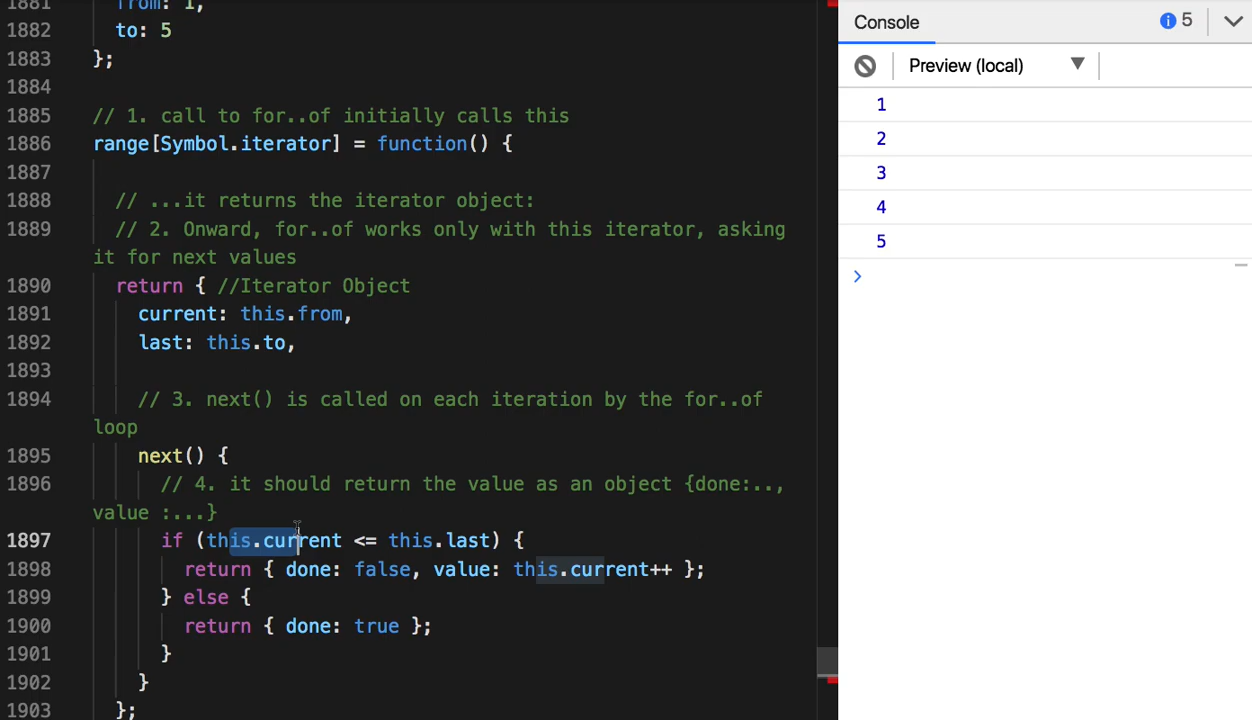 1881 from: 1,
1882 to: 5
1883 };
1884
1885 // 1. call to for..of initially calls this
1886 range[Symbol.iterator] = function() {
1887
1888 // ...it returns the iterator object:
1889 // 2. Onward, for..of works only with this iterator, asking
it for next values
1890 return { //Iterator Object
1891 current: this.from,
1892 last: this.to,
1893
1894 // 3. next() is called on each iteration by the for..of
loop
1895 next() {
1896 // 4. it should return the value as an object {done:..,
value :...}
1897 if (this.current <= this.last) {
1898 return { done: false, value: this.current++ };
1899 } else {
1900 return { done: true };
1901 }
1902 }
1903 };
Console 5
Preview (local)
1
2
3
4
5